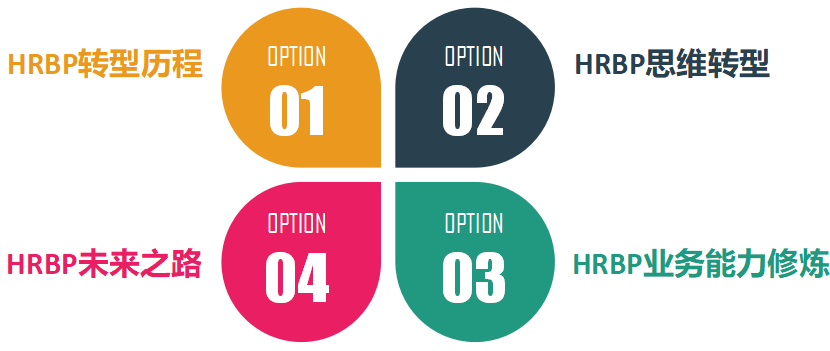 HRBP转型历程
OPTION
01
OPTION
02
HRBP思维转型
HRBP未来之路
OPTION
04
OPTION
03
HRBP业务能力修炼